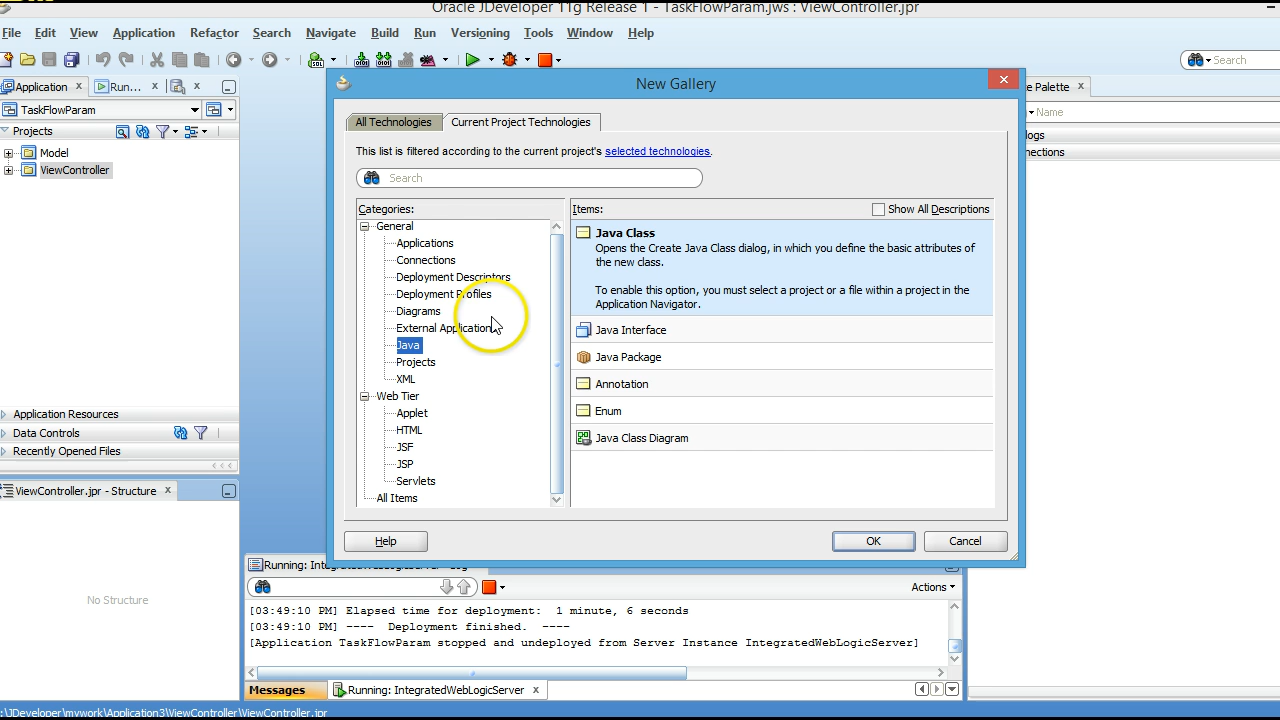 Oracle JDeveloper 11g Release 1 - TaskFlowParam.jws : ViewController.jpr
File Edit View Application Refactor Search Navigate Build Run Versioning Tools Window Help
Search
Application
Run...
TaskFlowParam
Projects
Model
ViewController
Application Resources
Data Controls
Recently Opened Files
ViewController.jpr - Structure
No Structure
New Gallery
All Technologies
Current Project Technologies
This list is filtered according to the current project's selected technologies.
Search
Categories:
General
Applications
Connections
Deployment Descriptors
Deployment Profiles
Diagrams
External Applications
Java
Projects
XML
Web Tier
Applet
HTML
JSF
JSP
Servlets
All Items
Items:
Show All Descriptions
Java Class
Opens the Create Java Class dialog, in which you define the basic attributes of
the new class.
To enable this option, you must select a project or a file within a project in the
Application Navigator.
Java Interface
Java Package
Annotation
Enum
Java Class Diagram
Help
OK
Cancel
Palette
Name
Actions
[03:49:10 PM] Elapsed time for deployment: 1 minute, 6 seconds
[03:49:10 PM] ---- Deployment finished. ----
[Application TaskFlowParam stopped and undeployed from Server Instance IntegratedWebLogicServer]
Messages
Running: IntegratedWebLogicServer
:\JDeveloper\mywork\Application3\ViewController\ViewController.jpr